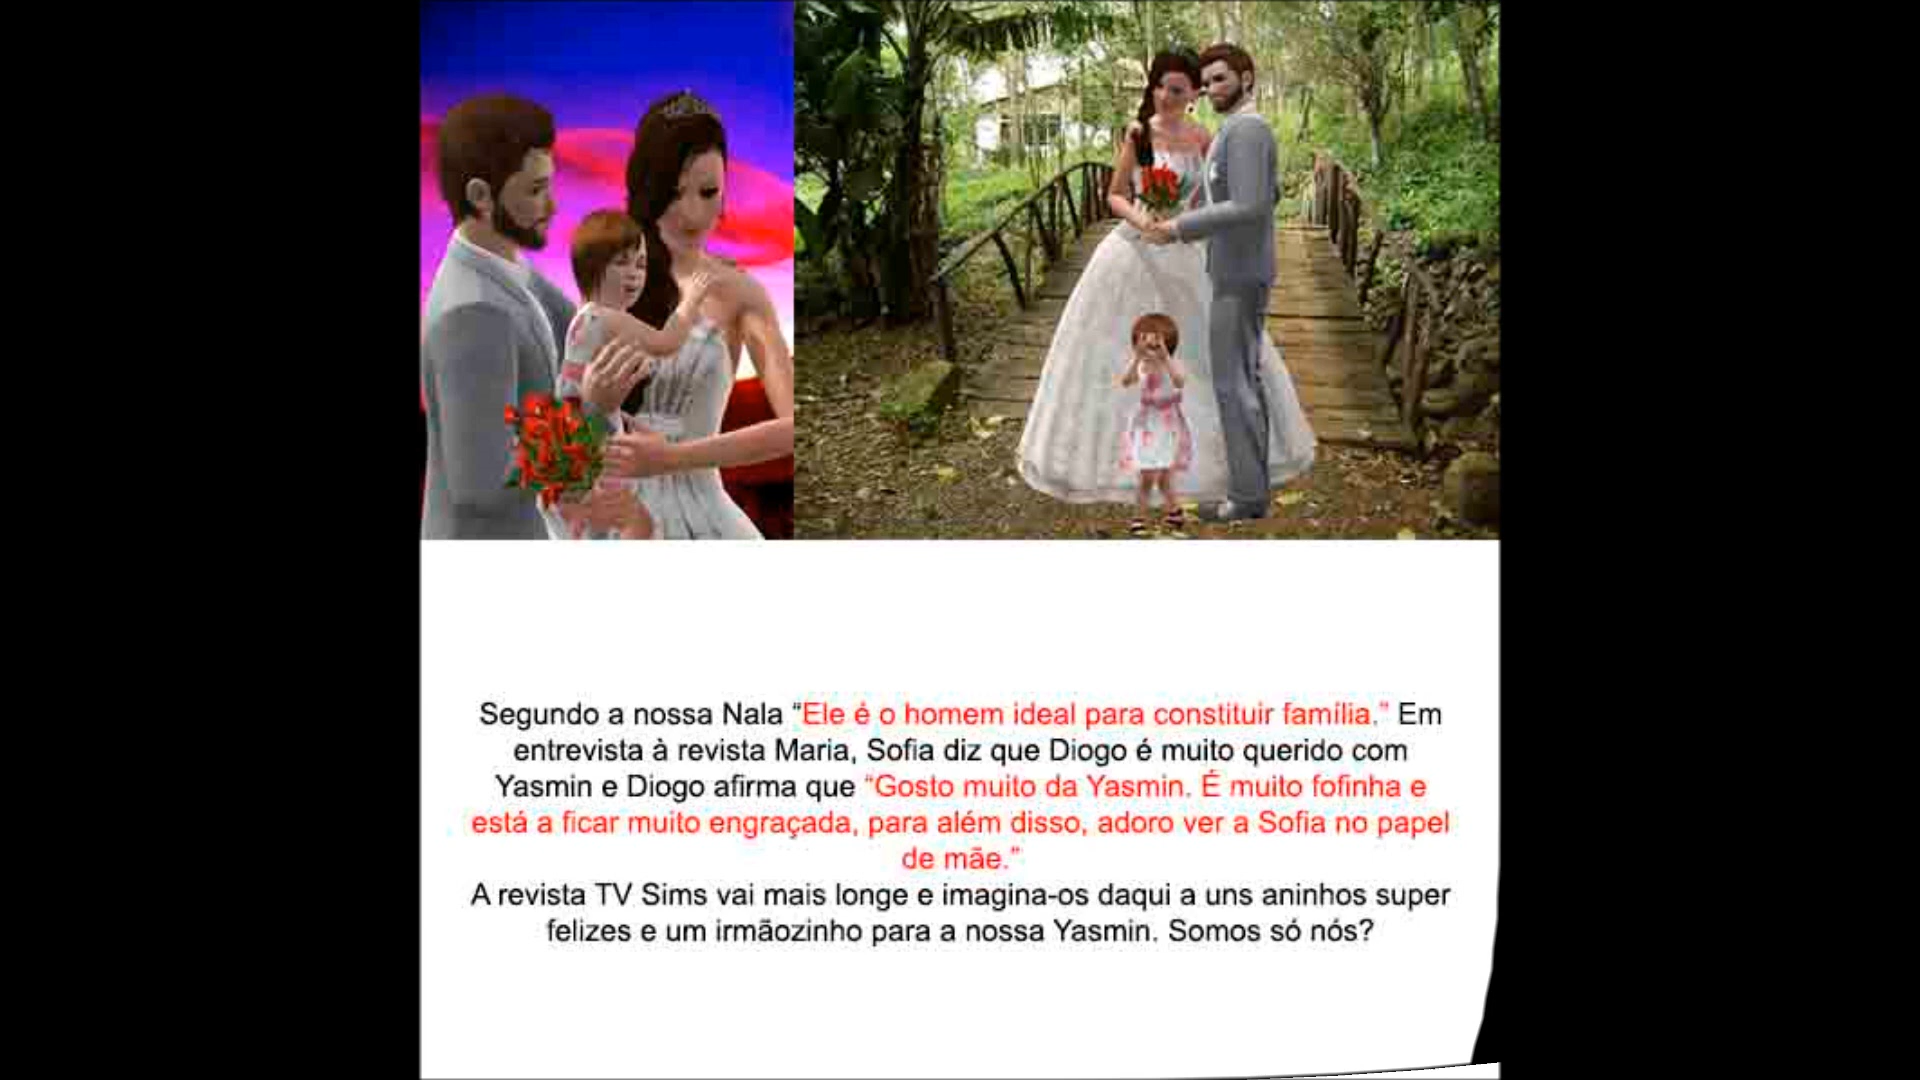 Segundo a nossa Nala “Ele é o homem ideal para constituir família.” Em
entrevista à revista Maria, Sofia diz que Diogo é muito querido com
Yasmin e Diogo afirma que “Gosto muito da Yasmin. É muito fofinha e
está a ficar muito engraçada, para além disso, adoro ver a Sofia no papel
de mãe.”
A revista TV Sims vai mais longe e imagina-os daqui a uns aninhos super
felizes e um irmãozinho para a nossa Yasmin. Somos só nós?